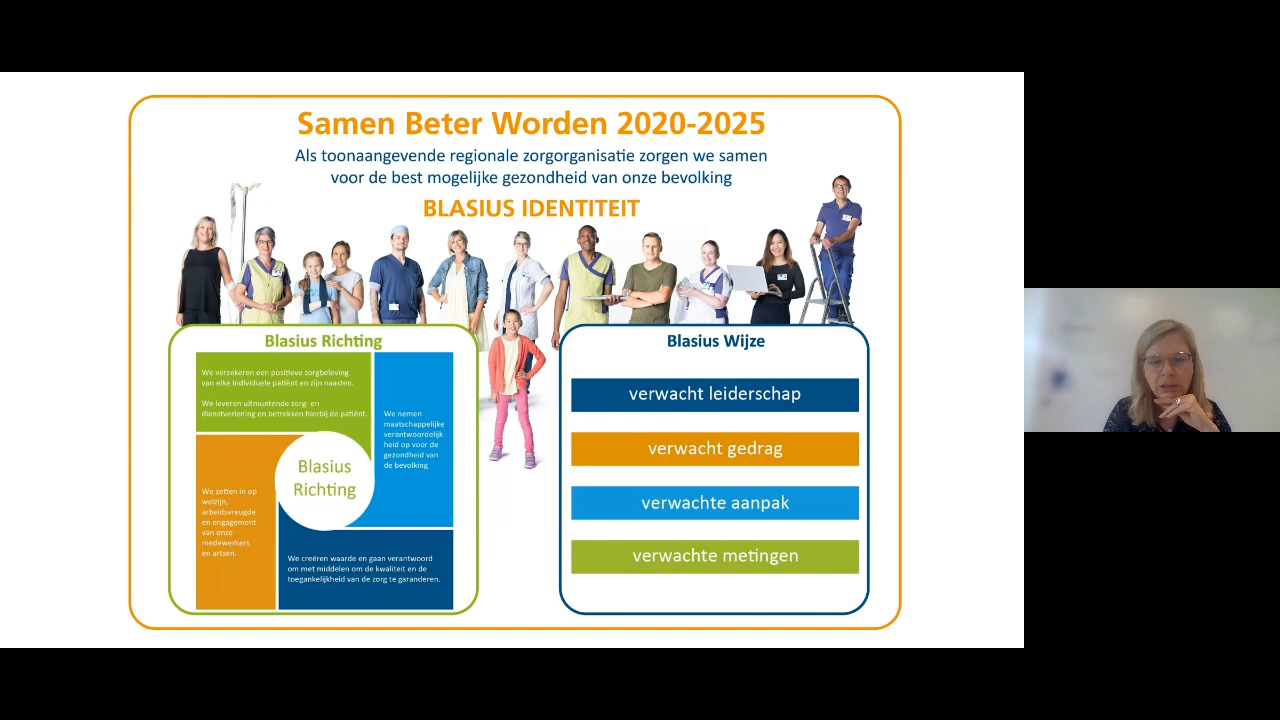 Samen Beter Worden 2020-2025
Als toonaangevende regionale zorgorganisatie zorgen we samen
voor de best mogelijke gezondheid van onze bevolking
BLASIUS IDENTITEIT
Blasius Richting
We verzekeren een positieve zorgbeleving
van elke individuele patiënt en zijn naasten.
We leveren uitmuntende zorg- en
dienstverlening en betrekken hierbij de patiënt.
We nemen
maatschappelijke
verantwoordelijk-
heid op voor de
gezondheid van
de bevolking
Blasius
Richting
We zetten in op
welzijn,
arbeidsvreugde
en engagement
van onze
medewerkers
en artsen.
We creëren waarde en gaan verantwoord
om met middelen om de kwaliteit en de
toegankelijkheid van de zorg te garanderen.
Blasius Wijze
verwacht leiderschap
verwacht gedrag
verwachte aanpak
verwachte metingen